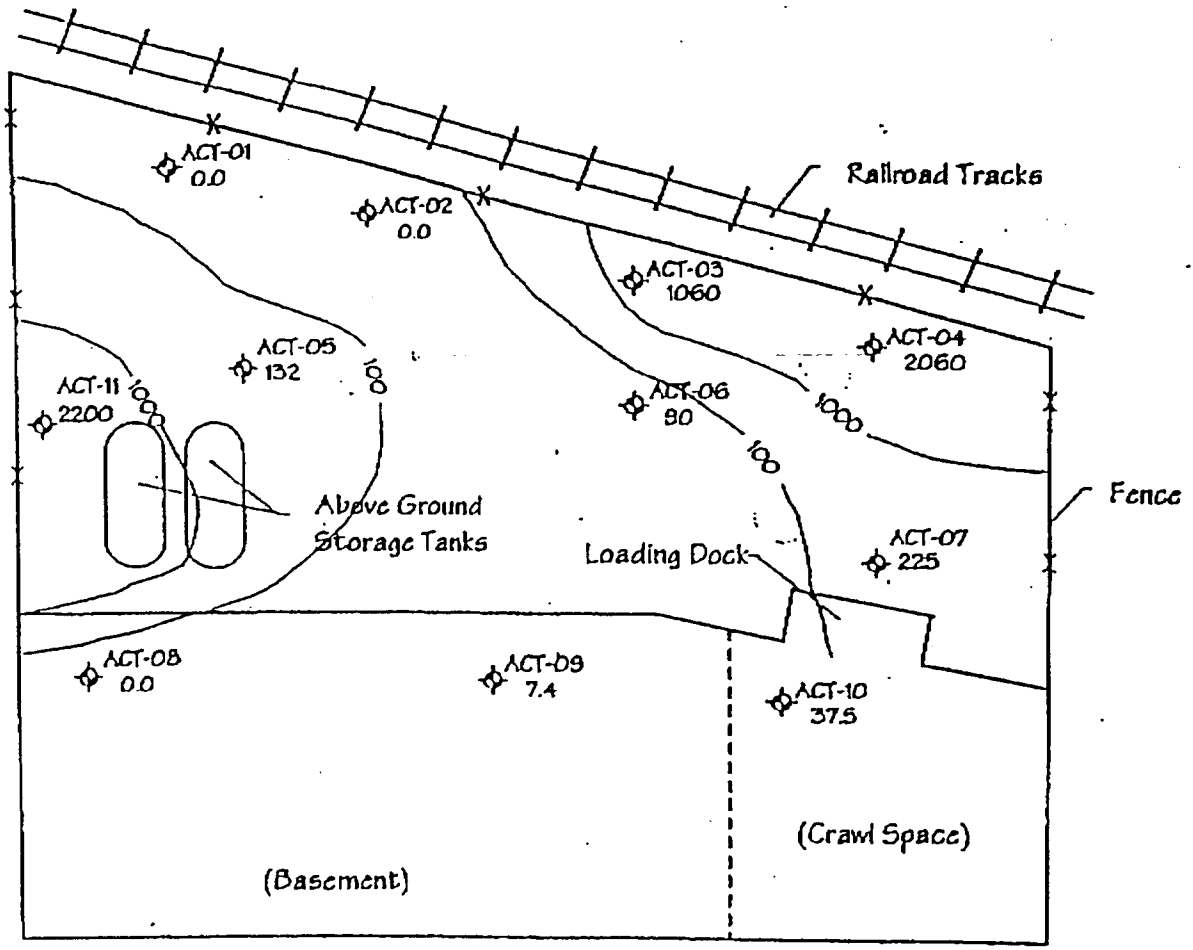 ACT-01
0.0
ACT-02
0.0
Railroad Tracks
ACT-03
1060
ACT-04
2060
ACT-05
132
100
ACT-11
2200
1000
ACT-06
90
1000
100
Above Ground
Storage Tanks
Fence
Loading Dock
ACT-07
225
ACT-08
0.0
ACT-09
7.4
ACT-10
37.5
(Crawl Space)
(Basement)